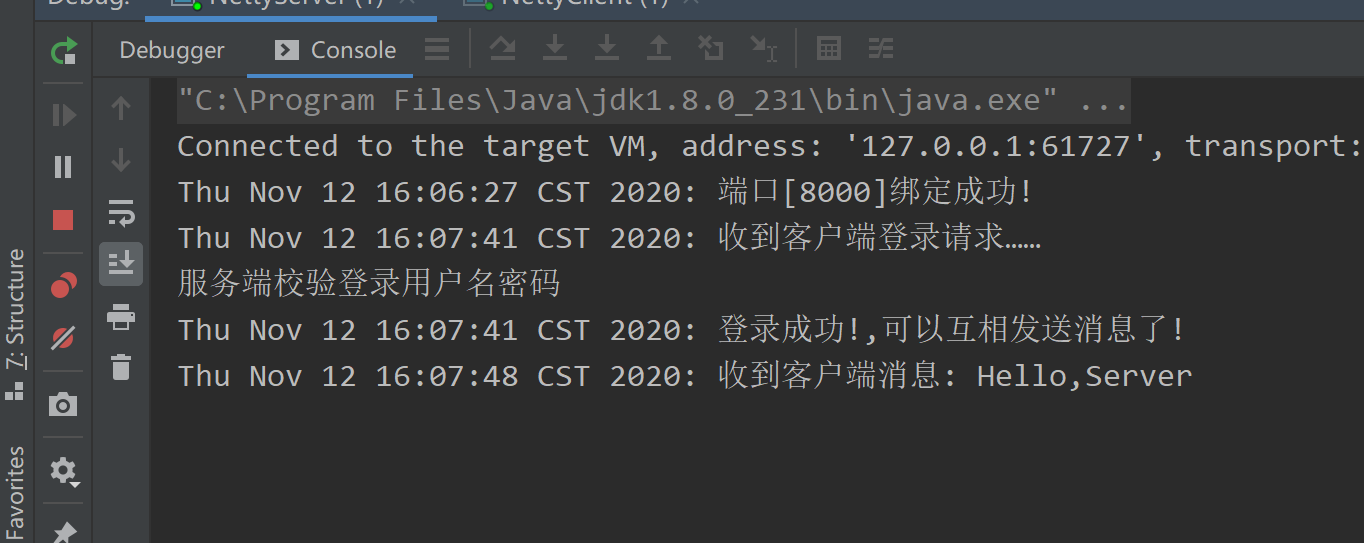 Debug: NettyServer (1) NettyClient (1)
Debugger Console
"C:\Program Files\Java\jdk1.8.0_231\bin\java.exe" ...
Connected to the target VM, address: '127.0.0.1:61727', transport:
Thu Nov 12 16:06:27 CST 2020: 端口[8000]绑定成功!
Thu Nov 12 16:07:41 CST 2020: 收到客户端登录请求……
服务端校验登录用户名密码
Thu Nov 12 16:07:41 CST 2020: 登录成功!,可以互相发送消息了!
Thu Nov 12 16:07:48 CST 2020: 收到客户端消息: Hello,Server
7: Structure
Favorites